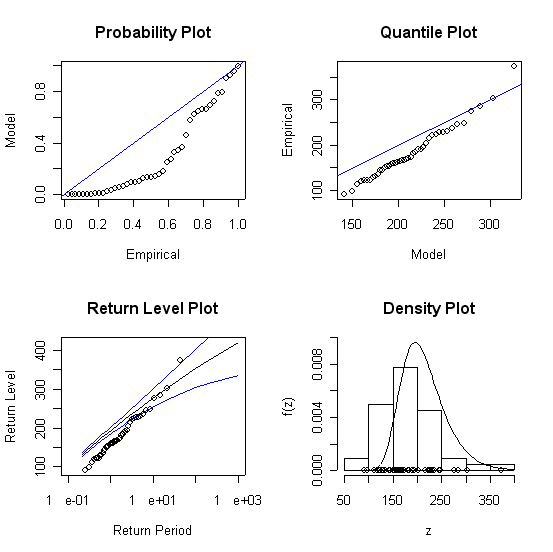 Probability Plot
Model
0.0 0.4 0.8
0.0 0.2 0.4 0.6 0.8 1.0
Empirical
Quantile Plot
Empirical
100 200 300
150 200 250 300
Model
Return Level Plot
Return Level
100 200 300 400
1 e-01 1 e+01 1 e+03
Return Period
Density Plot
f(z)
0.000 0.004 0.008
50 150 250 350
z